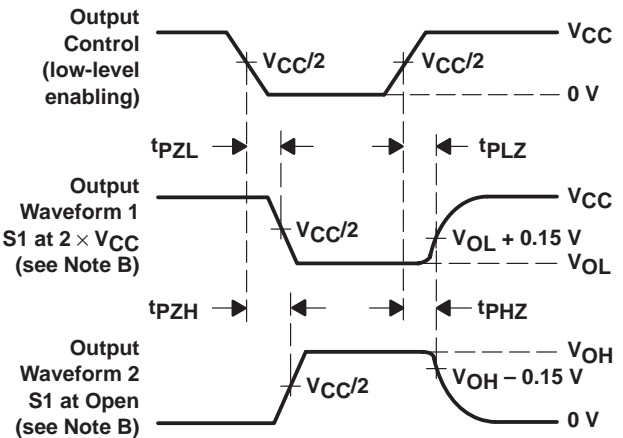 Output
Control
(low-level
enabling)
VCC
VCC/2
VCC/2
0 V
tPZL
tPLZ
Output
Waveform 1
S1 at 2 × VCC
(see Note B)
VCC
VCC/2
VOL + 0.15 V
VOL
tPZH
tPHZ
Output
Waveform 2
S1 at Open
(see Note B)
VOH
VCC/2
VOH – 0.15 V
0 V